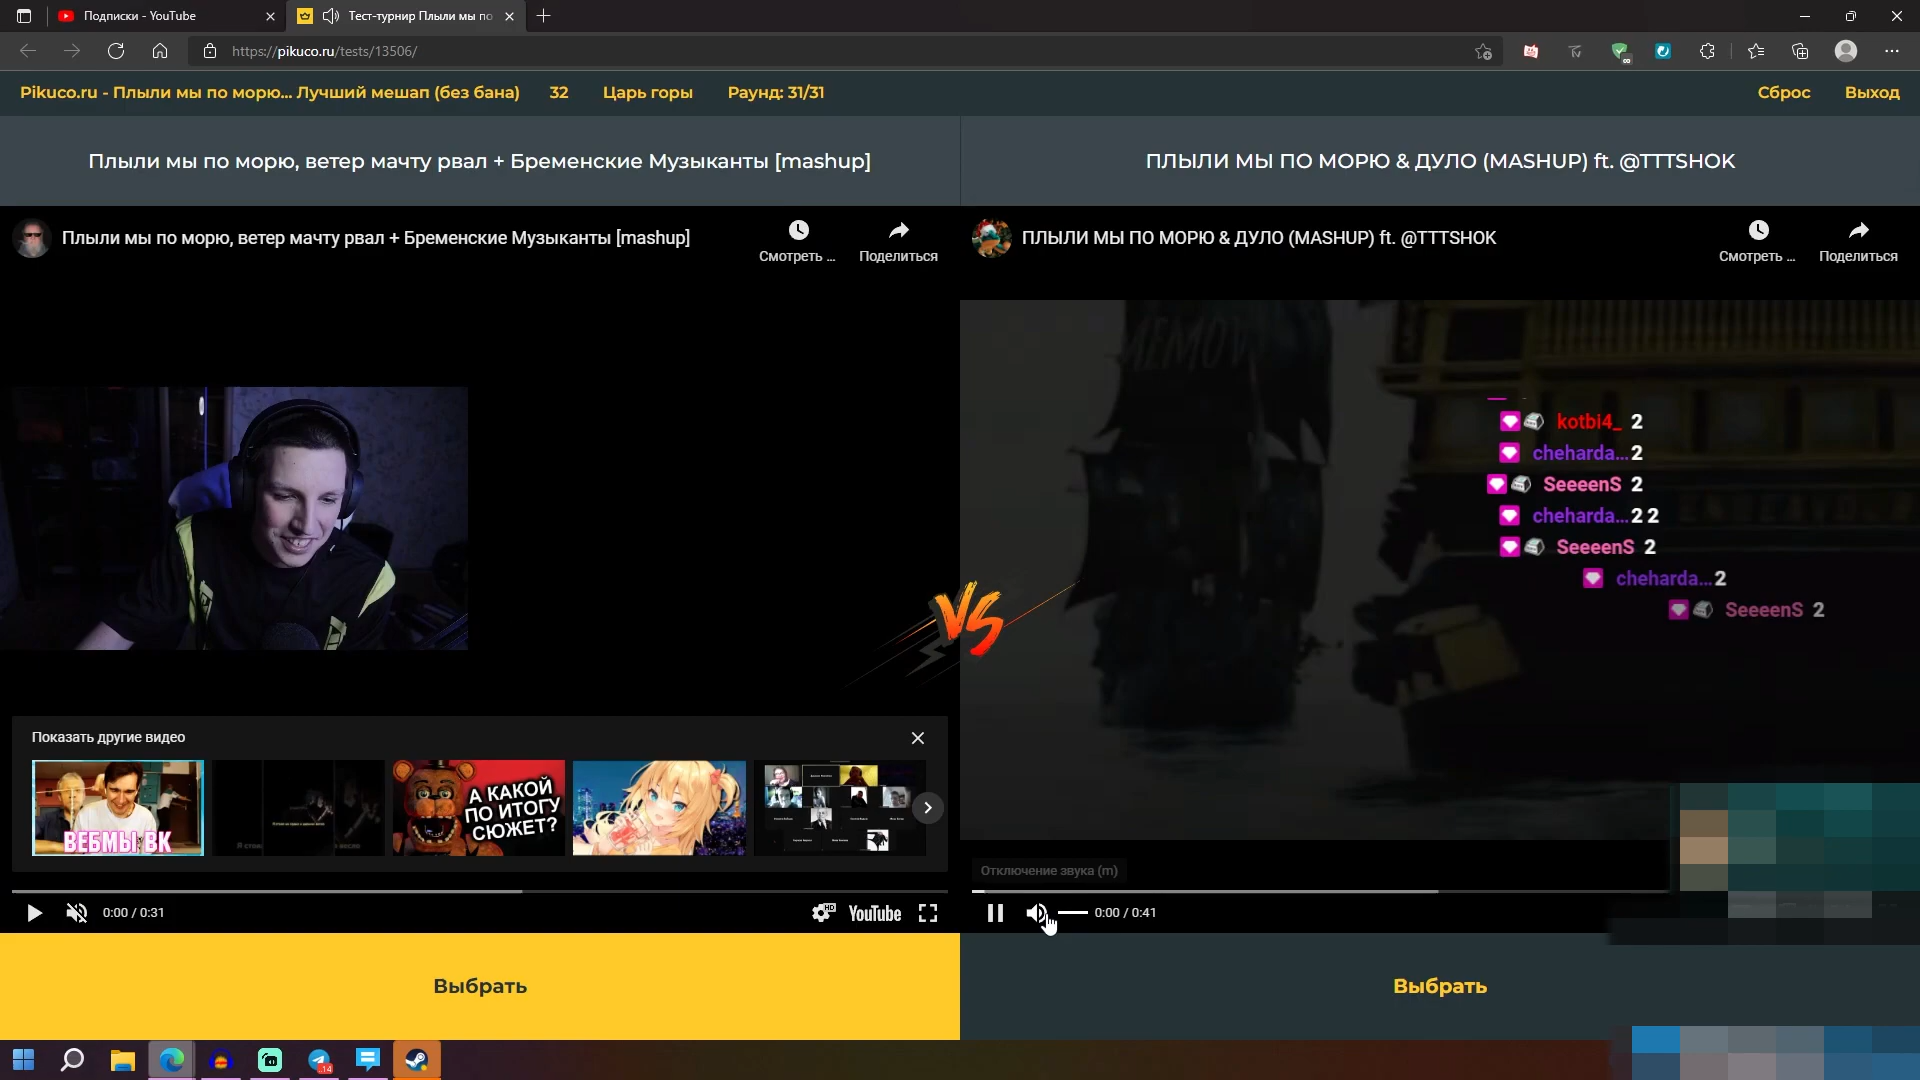 Подписки - YouTube
Тест-турнир Плыли мы по
https://pikuco.ru/tests/13506/
Pikuco.ru - Плыли мы по морю... Лучший мешап (без бана)
32
Царь горы
Раунд: 31/31
Сброс
Выход
Плыли мы по морю, ветер мачту рвал + Бременские Музыканты [mashup]
ПЛЫЛИ МЫ ПО МОРЮ & ДУЛО (MASHUP) ft. @TTTSHOK
Плыли мы по морю, ветер мачту рвал + Бременские Музыканты [mashup]
Смотреть ...
Поделиться
ПЛЫЛИ МЫ ПО МОРЮ & ДУЛО (MASHUP) ft. @TTTSHOK
Смотреть ...
Поделиться
kotbi4_ 2
cheharda...2
SeeeenS 2
cheharda...2 2
SeeeenS 2
cheharda...2
SeeeenS 2
VS
Показать другие видео
ВЕБМЫ ВК
А КАКОЙ
ПО ИТОГУ
СЮЖЕТ?
Отключение звука (m)
0:00 / 0:31
HD
YouTube
0:00 / 0:41
Выбрать
Выбрать
14